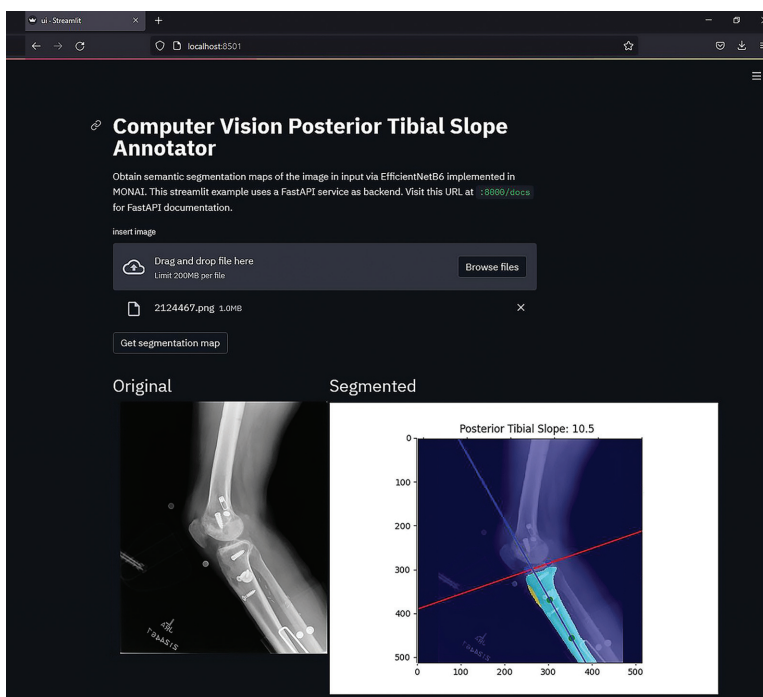 ui · Streamlit
localhost:8501
Computer Vision Posterior Tibial Slope
Annotator
Obtain semantic segmentation maps of the image in input via EfficientNetB6 implemented in
MONAI. This streamlit example uses a FastAPI service as backend. Visit this URL at :8000/docs
for FastAPI documentation.
insert image
Drag and drop file here
Limit 200MB per file
Browse files
2124467.png 1.0MB
Get segmentation map
Original
Segmented
Posterior Tibial Slope: 10.5
0
100
200
300
400
500
0 100 200 300 400 500